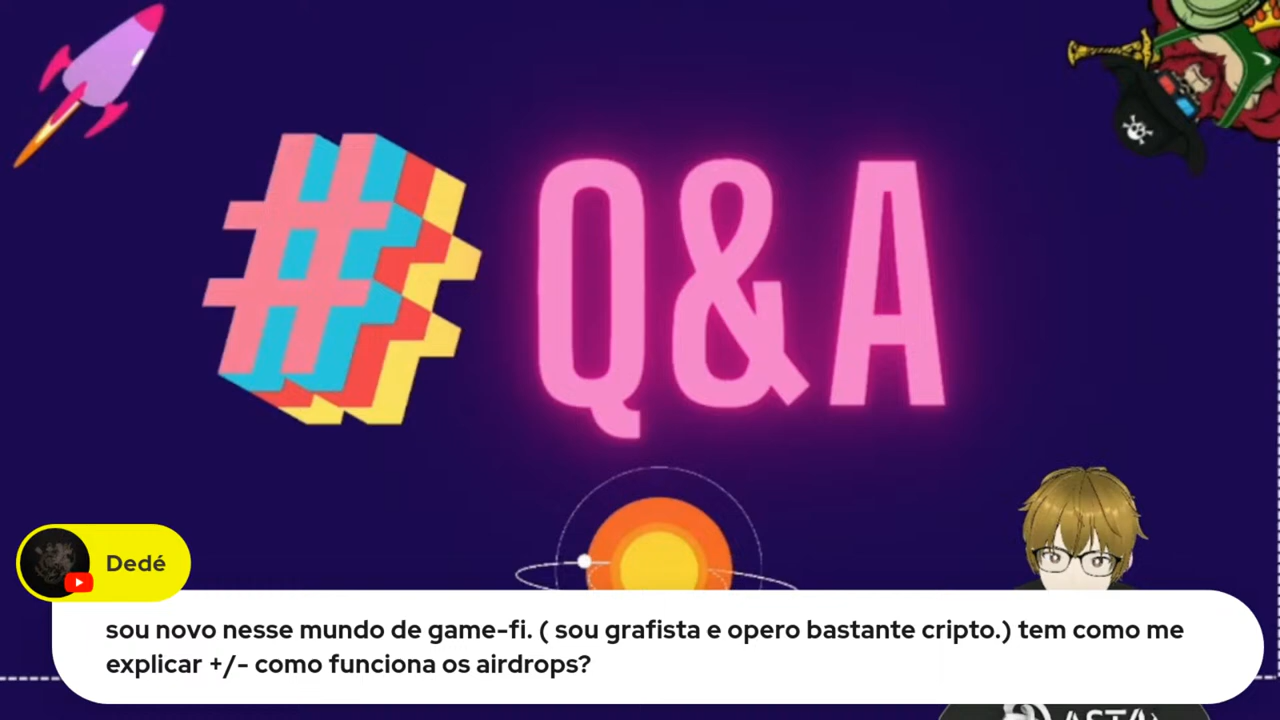 # Q&A
Dedé
sou novo nesse mundo de game-fi. ( sou grafista e opero bastante cripto.) tem como me
explicar +/- como funciona os airdrops?